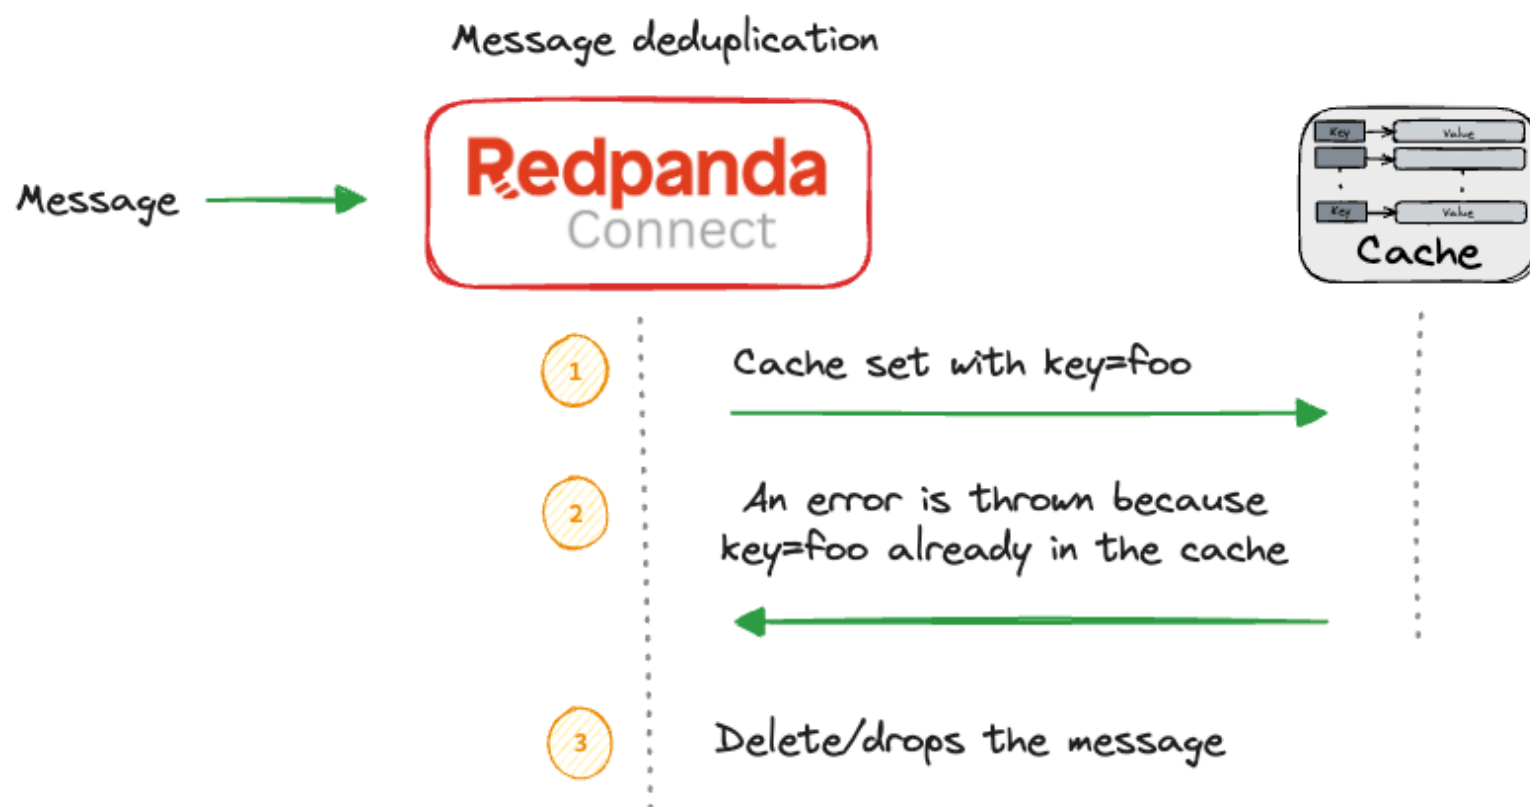 Message deduplication
Message
Redpanda
Connect
Key
Value
Key
Value
Cache
1
Cache set with key=foo
2
An error is thrown because
key=foo already in the cache
3
Delete/drops the message